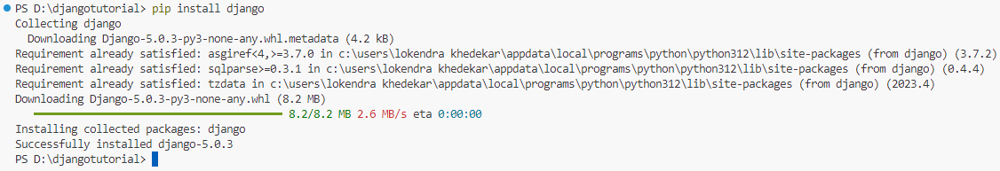 PS D:\djangotutorial> pip install django
Collecting django
Downloading Django-5.0.3-py3-none-any.whl.metadata (4.2 kB)
Requirement already satisfied: asgiref<4,>=3.7.0 in c:\users\lokendra khedekar\appdata\local\programs\python\python312\lib\site-packages (from django) (3.7.2)
Requirement already satisfied: sqlparse>=0.3.1 in c:\users\lokendra khedekar\appdata\local\programs\python\python312\lib\site-packages (from django) (0.4.4)
Requirement already satisfied: tzdata in c:\users\lokendra khedekar\appdata\local\programs\python\python312\lib\site-packages (from django) (2023.4)
Downloading Django-5.0.3-py3-none-any.whl (8.2 MB)
8.2/8.2 MB 2.6 MB/s eta 0:00:00
Installing collected packages: django
Successfully installed django-5.0.3
PS D:\djangotutorial>